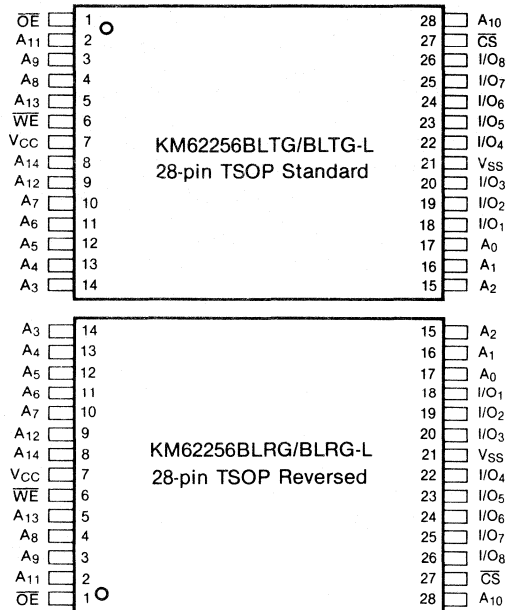 OE 1 28 A10
A11 2 27 CS
A9 3 26 I/O8
A8 4 25 I/O7
A13 5 24 I/O6
WE 6 23 I/O5
VCC 7 22 I/O4
A14 8 21 VSS
A12 9 20 I/O3
A7 10 19 I/O2
A6 11 18 I/O1
A5 12 17 A0
A4 13 16 A1
A3 14 15 A2
KM62256BLTG/BLTG-L
28-pin TSOP Standard
A3 14 15 A2
A4 13 16 A1
A5 12 17 A0
A6 11 18 I/O1
A7 10 19 I/O2
A12 9 20 I/O3
A14 8 21 VSS
VCC 7 22 I/O4
WE 6 23 I/O5
A13 5 24 I/O6
A8 4 25 I/O7
A9 3 26 I/O8
A11 2 27 CS
OE 1 28 A10
KM62256BLRG/BLRG-L
28-pin TSOP Reversed